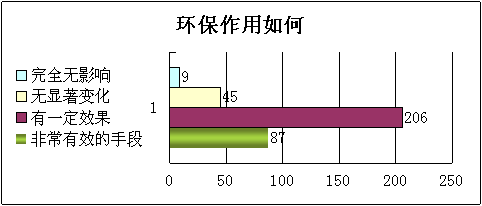 环保作用如何
完全无影响
无显著变化
有一定效果
非常有效的手段
1
9
45
206
87
0 50 100 150 200 250